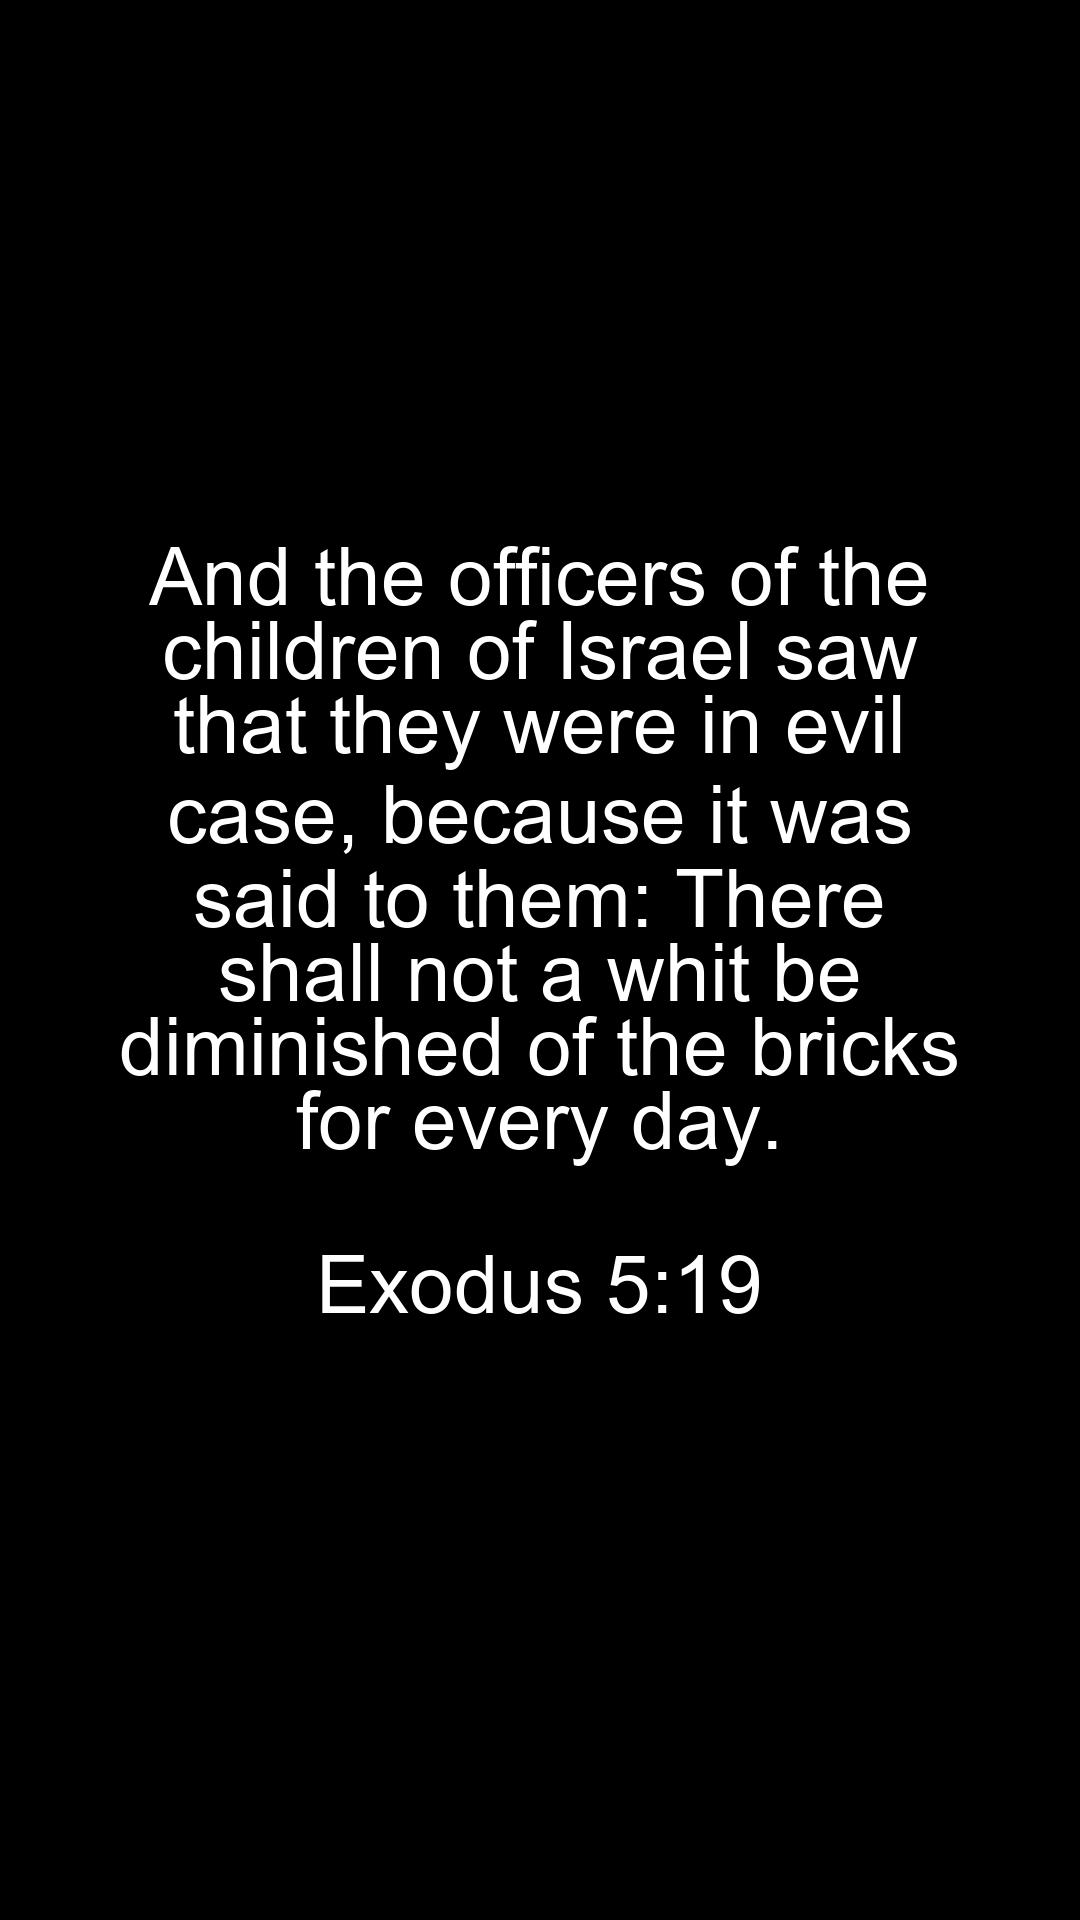 And the officers of the
children of Israel saw
that they were in evil
case, because it was
said to them: There
shall not a whit be
diminished of the bricks
for every day.
Exodus 5:19